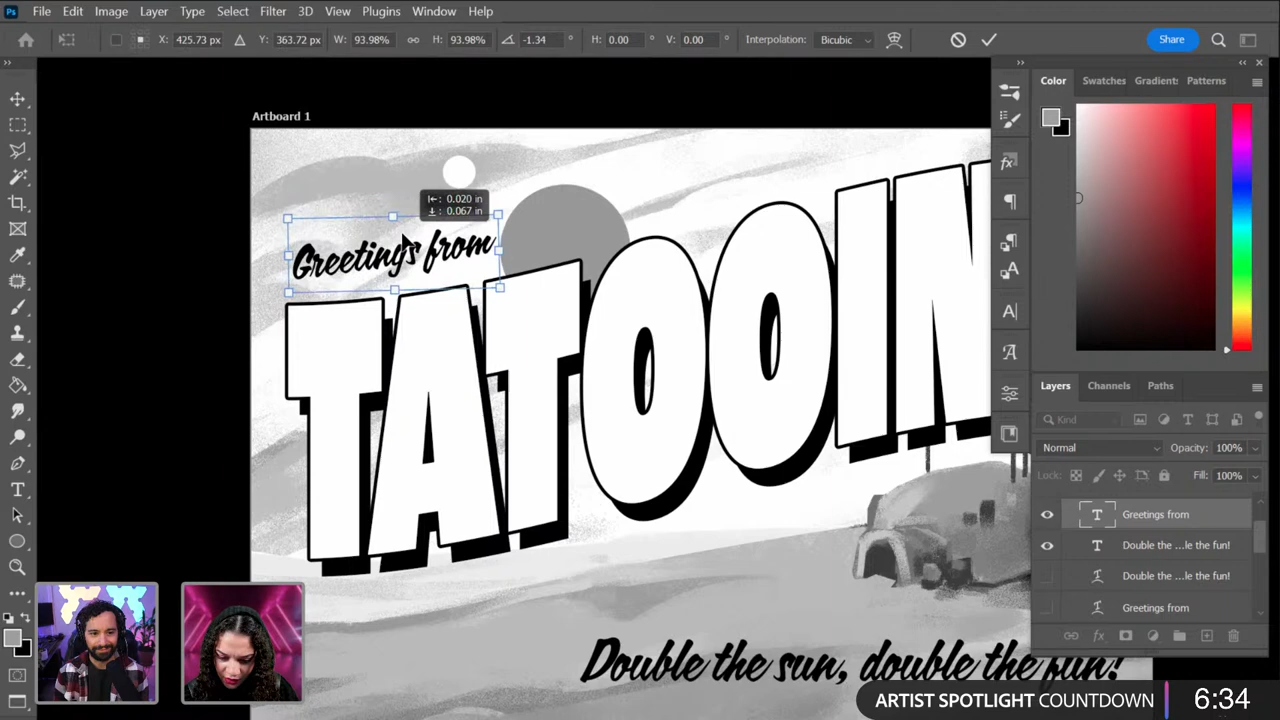 Ps File Edit Image Layer Type Select Filter 3D View Plugins Window Help
X: 425.73 px Y: 363.72 px W: 93.98% H: 93.98% -1.34 ° H: 0.00 ° V: 0.00 ° Interpolation: Bicubic Share
Artboard 1
Color Swatches Gradient Patterns
0.020 in
0.067 in
Greetings from
TATOOIN
Layers Channels Paths
Kind
Normal Opacity: 100%
Lock: Fill: 100%
Greetings from
Double the ...le the fun!
Double the ...le the fun!
Greetings from
Double the sun, double the fun!
ARTIST SPOTLIGHT COUNTDOWN 6:34